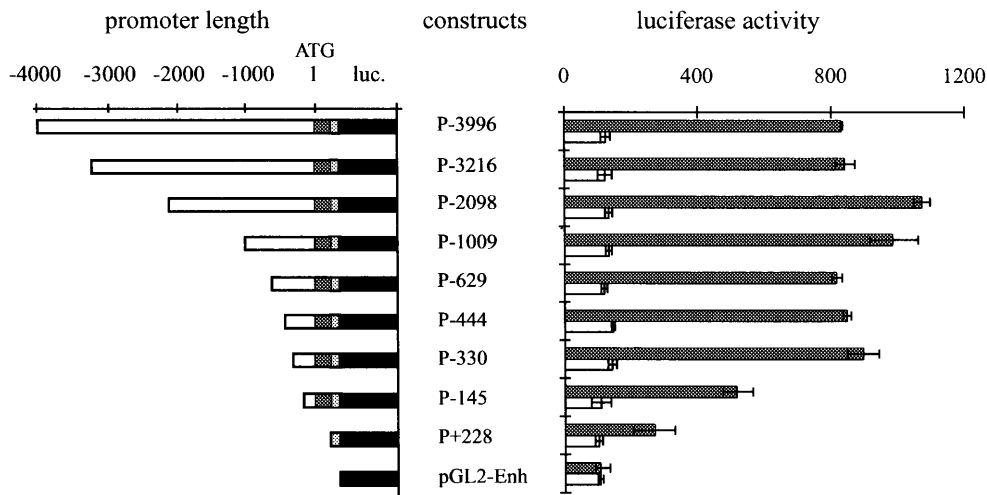 promoter length constructs luciferase activity
ATG
-4000 -3000 -2000 -1000 1 luc. 0 400 800 1200
P-3996
P-3216
P-2098
P-1009
P-629
P-444
P-330
P-145
P+228
pGL2-Enh